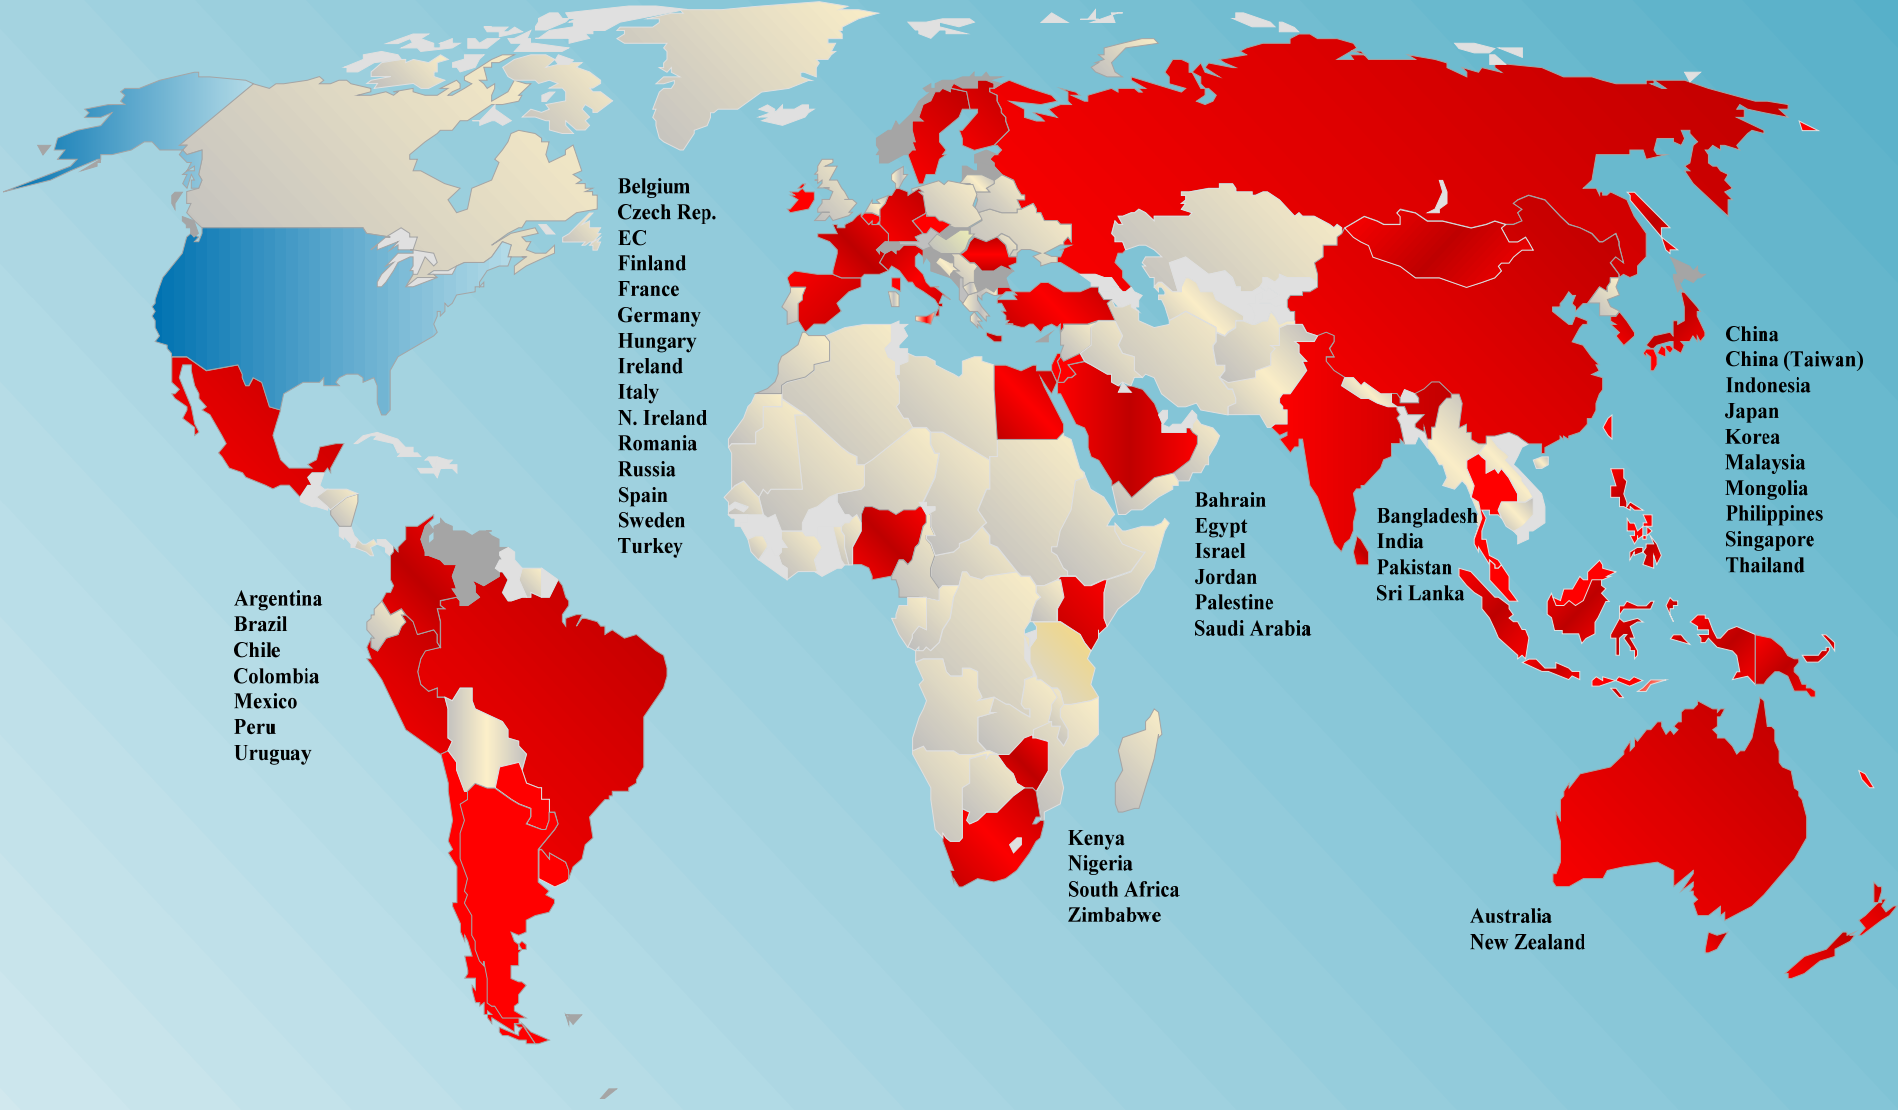 Belgium
Czech Rep.
EC
Finland
France
Germany
Hungary
Ireland
Italy
N. Ireland
Romania
Russia
Spain
Sweden
Turkey
China
China (Taiwan)
Indonesia
Japan
Korea
Malaysia
Mongolia
Philippines
Singapore
Thailand
Bahrain
Egypt
Israel
Jordan
Palestine
Saudi Arabia
Bangladesh
India
Pakistan
Sri Lanka
Argentina
Brazil
Chile
Colombia
Mexico
Peru
Uruguay
Kenya
Nigeria
South Africa
Zimbabwe
Australia
New Zealand